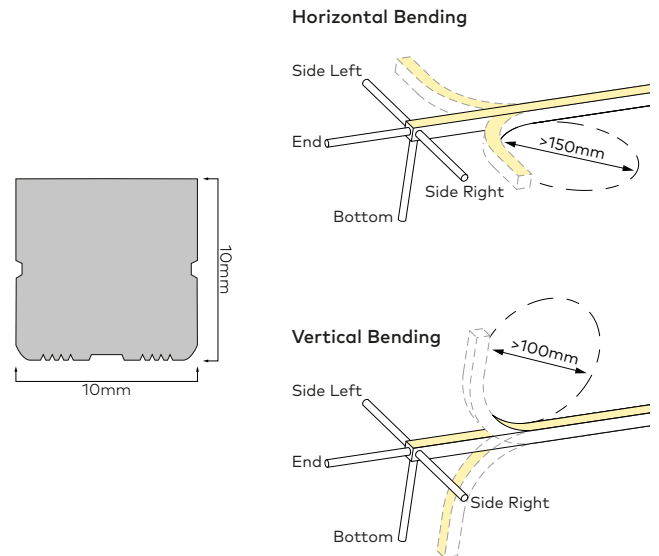 Horizontal Bending
Side Left
End
>150mm
Side Right
Bottom
10mm
10mm
Vertical Bending
>100mm
Side Left
End
Side Right
Bottom